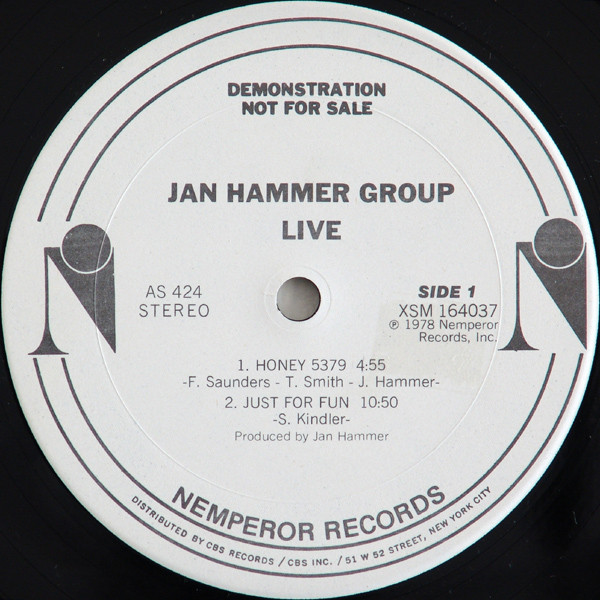 DEMONSTRATION
NOT FOR SALE
JAN HAMMER GROUP
LIVE
AS 424
STEREO
SIDE 1
XSM 164037
℗ 1978 Nemperor
Records, Inc.
1. HONEY 5379 4:55
-F. Saunders - T. Smith - J. Hammer-
2. JUST FOR FUN 10:50
-S. Kindler-
Produced by Jan Hammer
NEMPEROR RECORDS
DISTRIBUTED BY CBS RECORDS / CBS INC. / 51 W 52 STREET, NEW YORK CITY